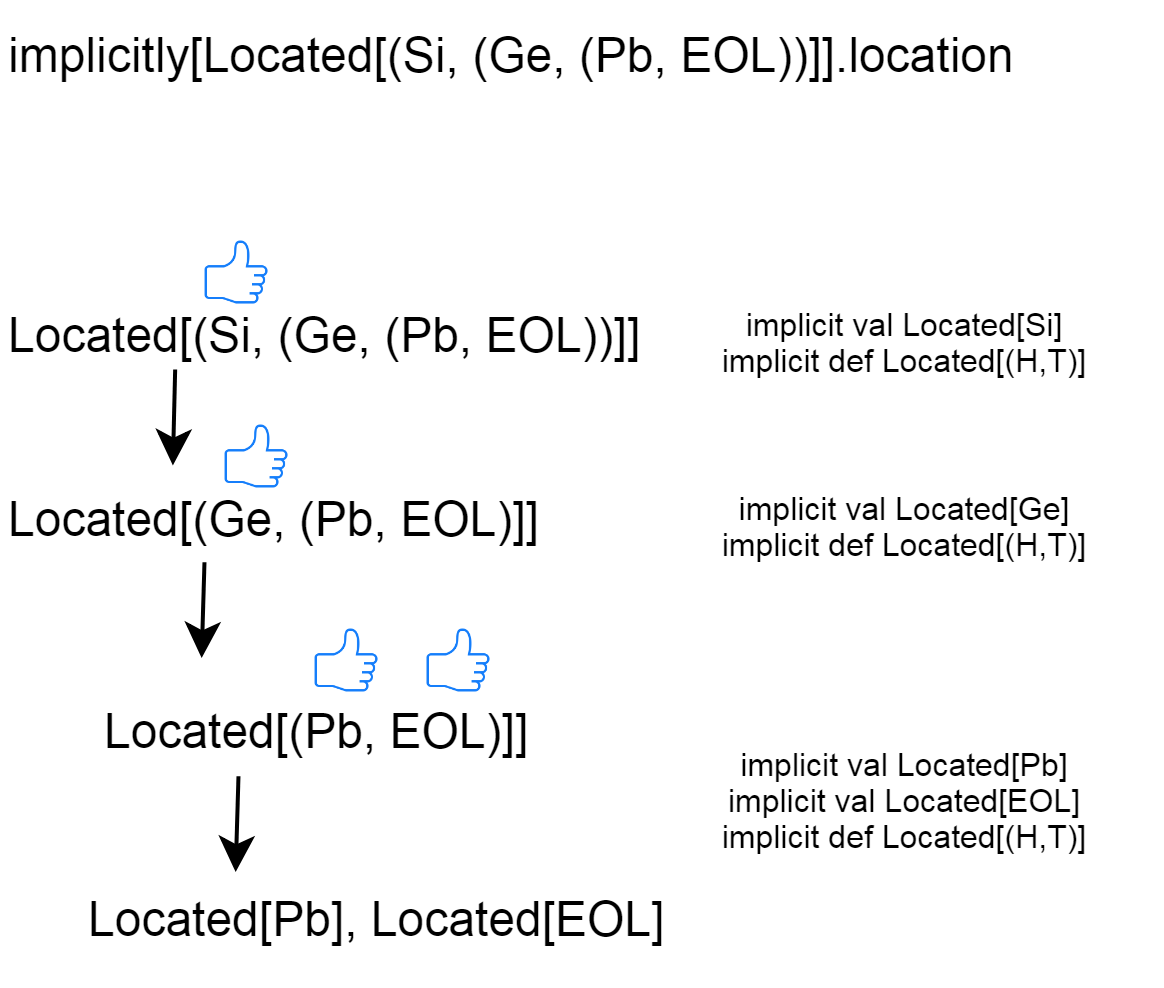 implicitly[Located[(Si, (Ge, (Pb, EOL))]].location
Located[(Si, (Ge, (Pb, EOL))]]
implicit val Located[Si]
implicit def Located[(H,T)]
Located[(Ge, (Pb, EOL)]]
implicit val Located[Ge]
implicit def Located[(H,T)]
Located[(Pb, EOL)]]
implicit val Located[Pb]
implicit val Located[EOL]
implicit def Located[(H,T)]
Located[Pb], Located[EOL]